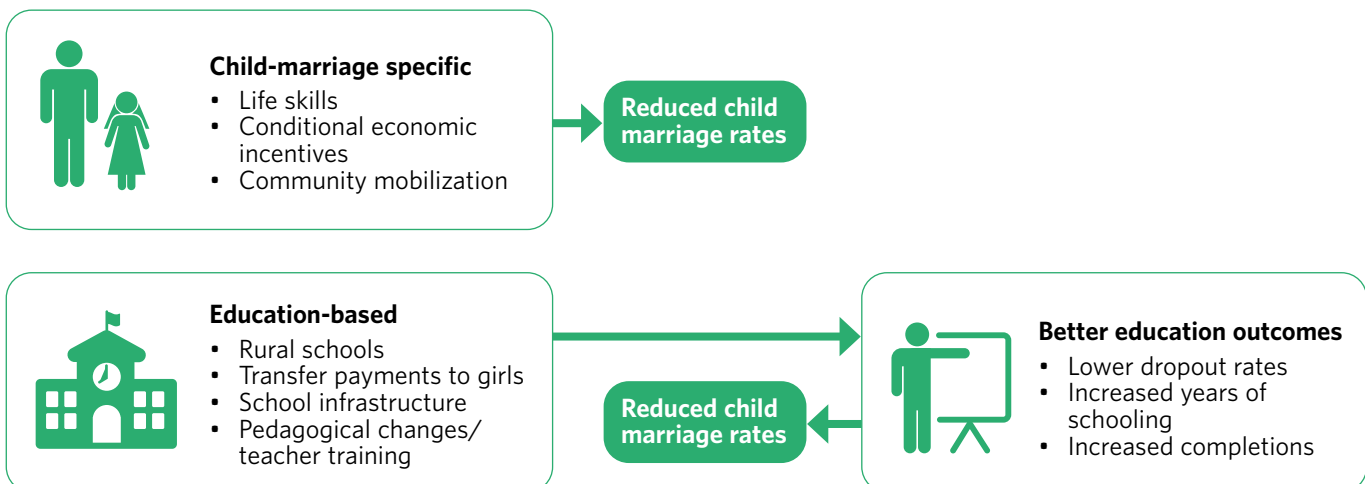 Child-marriage specific
• Life skills
• Conditional economic
incentives
• Community mobilization
Reduced child
marriage rates
Education-based
• Rural schools
• Transfer payments to girls
• School infrastructure
• Pedagogical changes/
teacher training
Reduced child
marriage rates
Better education outcomes
• Lower dropout rates
• Increased years of
schooling
• Increased completions